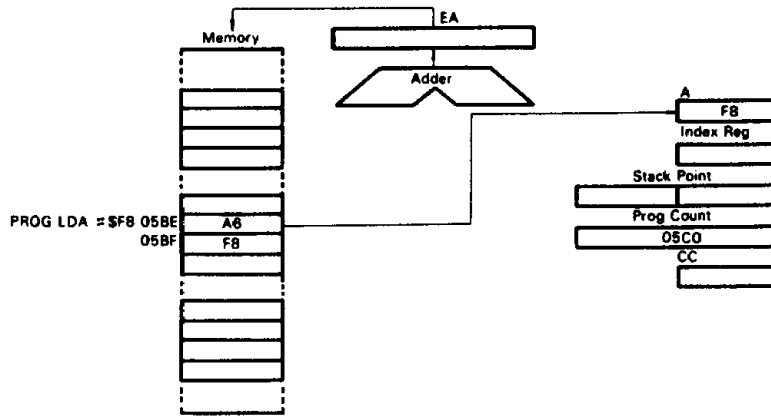 EA
Memory
Adder
A
F8
Index Reg
Stack Point
PROG LDA #$F8 05BE A6
Prog Count
05BF F8
05C0
CC